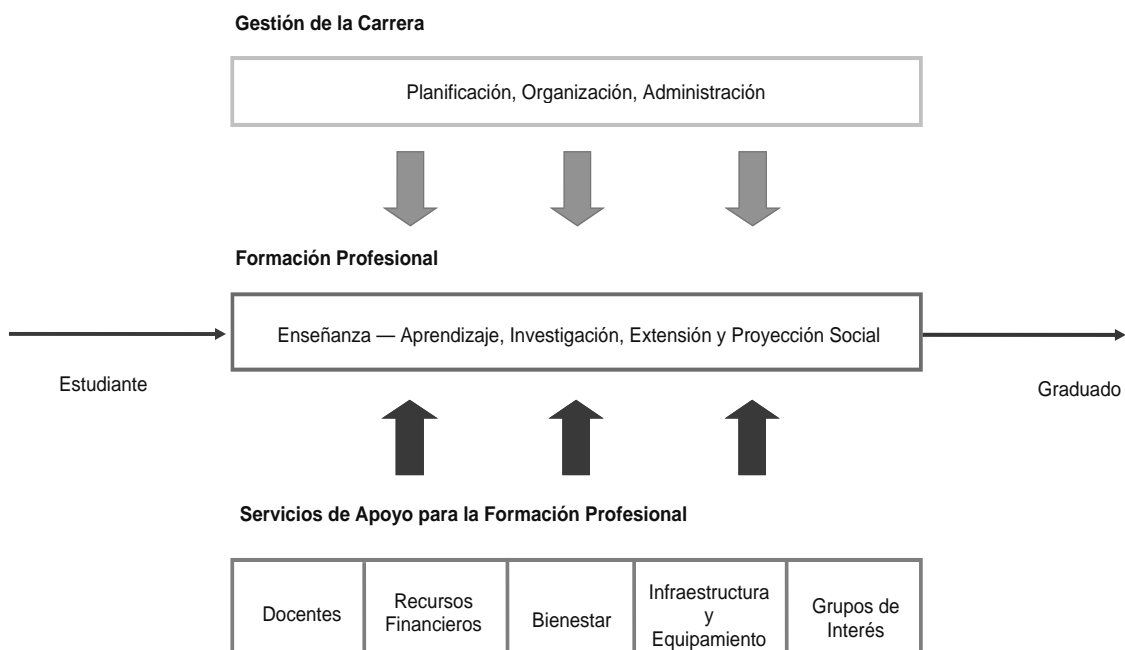 Gestión de la Carrera
Planificación, Organización, Administración
Formación Profesional
Enseñanza — Aprendizaje, Investigación, Extensión y Proyección Social
Estudiante
Graduado
Servicios de Apoyo para la Formación Profesional
Docentes
Recursos
Financieros
Bienestar
Infraestructura
y
Equipamiento
Grupos de
Interés